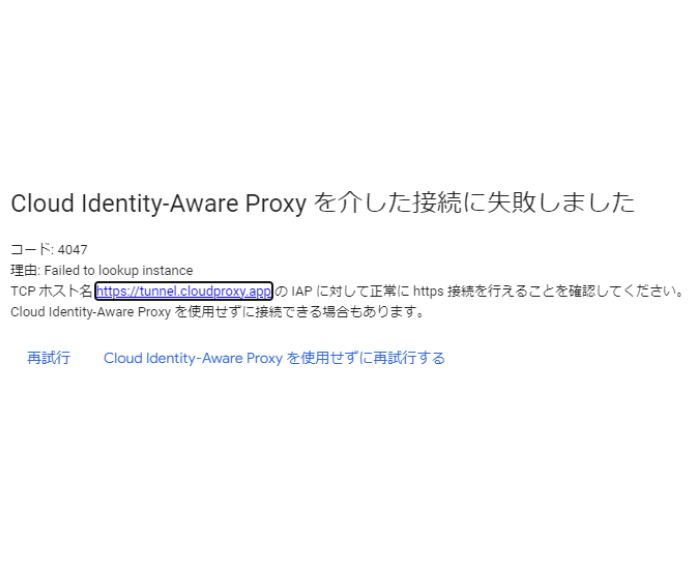 Cloud Identity-Aware Proxy を介した接続に失敗しました
コード: 4047
理由: Failed to lookup instance
TCP ホスト名 https://tunnel.cloudproxy.app の IAP に対して正常に https 接続を行えることを確認してください。
Cloud Identity-Aware Proxy を使用せずに接続できる場合もあります。
再試行 Cloud Identity-Aware Proxy を使用せずに再試行する